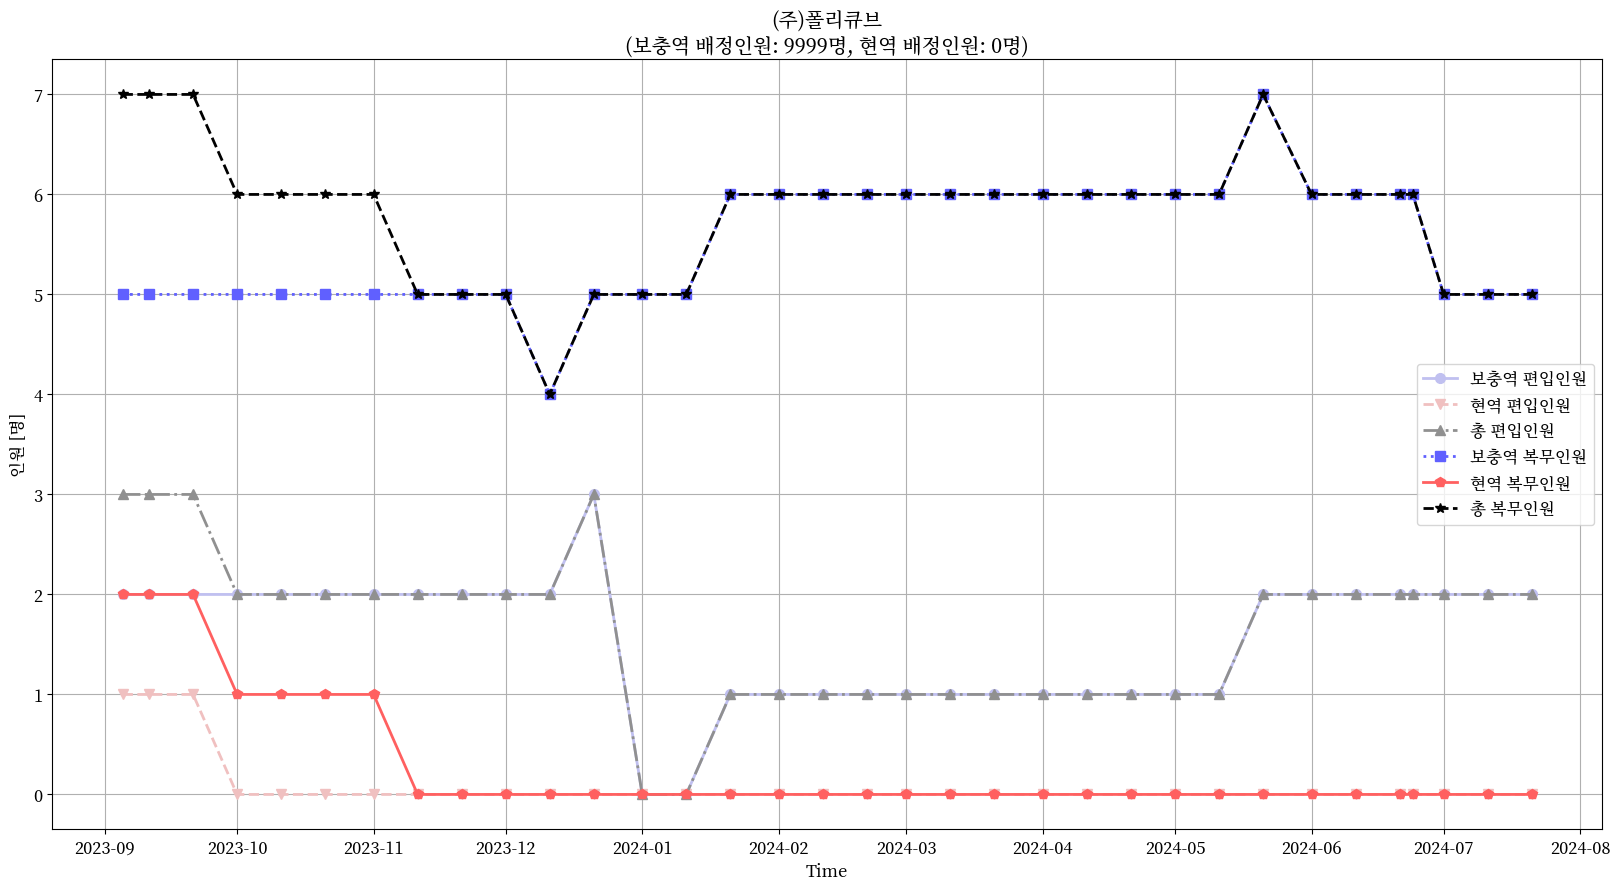 (주)폴리큐브
(보충역 배정인원: 9999명, 현역 배정인원: 0명)
7
6
5
4
3
2
1
0
인원 [명]
보충역 편입인원
현역 편입인원
총 편입인원
보충역 복무인원
현역 복무인원
총 복무인원
2023-09 2023-10 2023-11 2023-12 2024-01 2024-02 2024-03 2024-04 2024-05 2024-06 2024-07 2024-08
Time